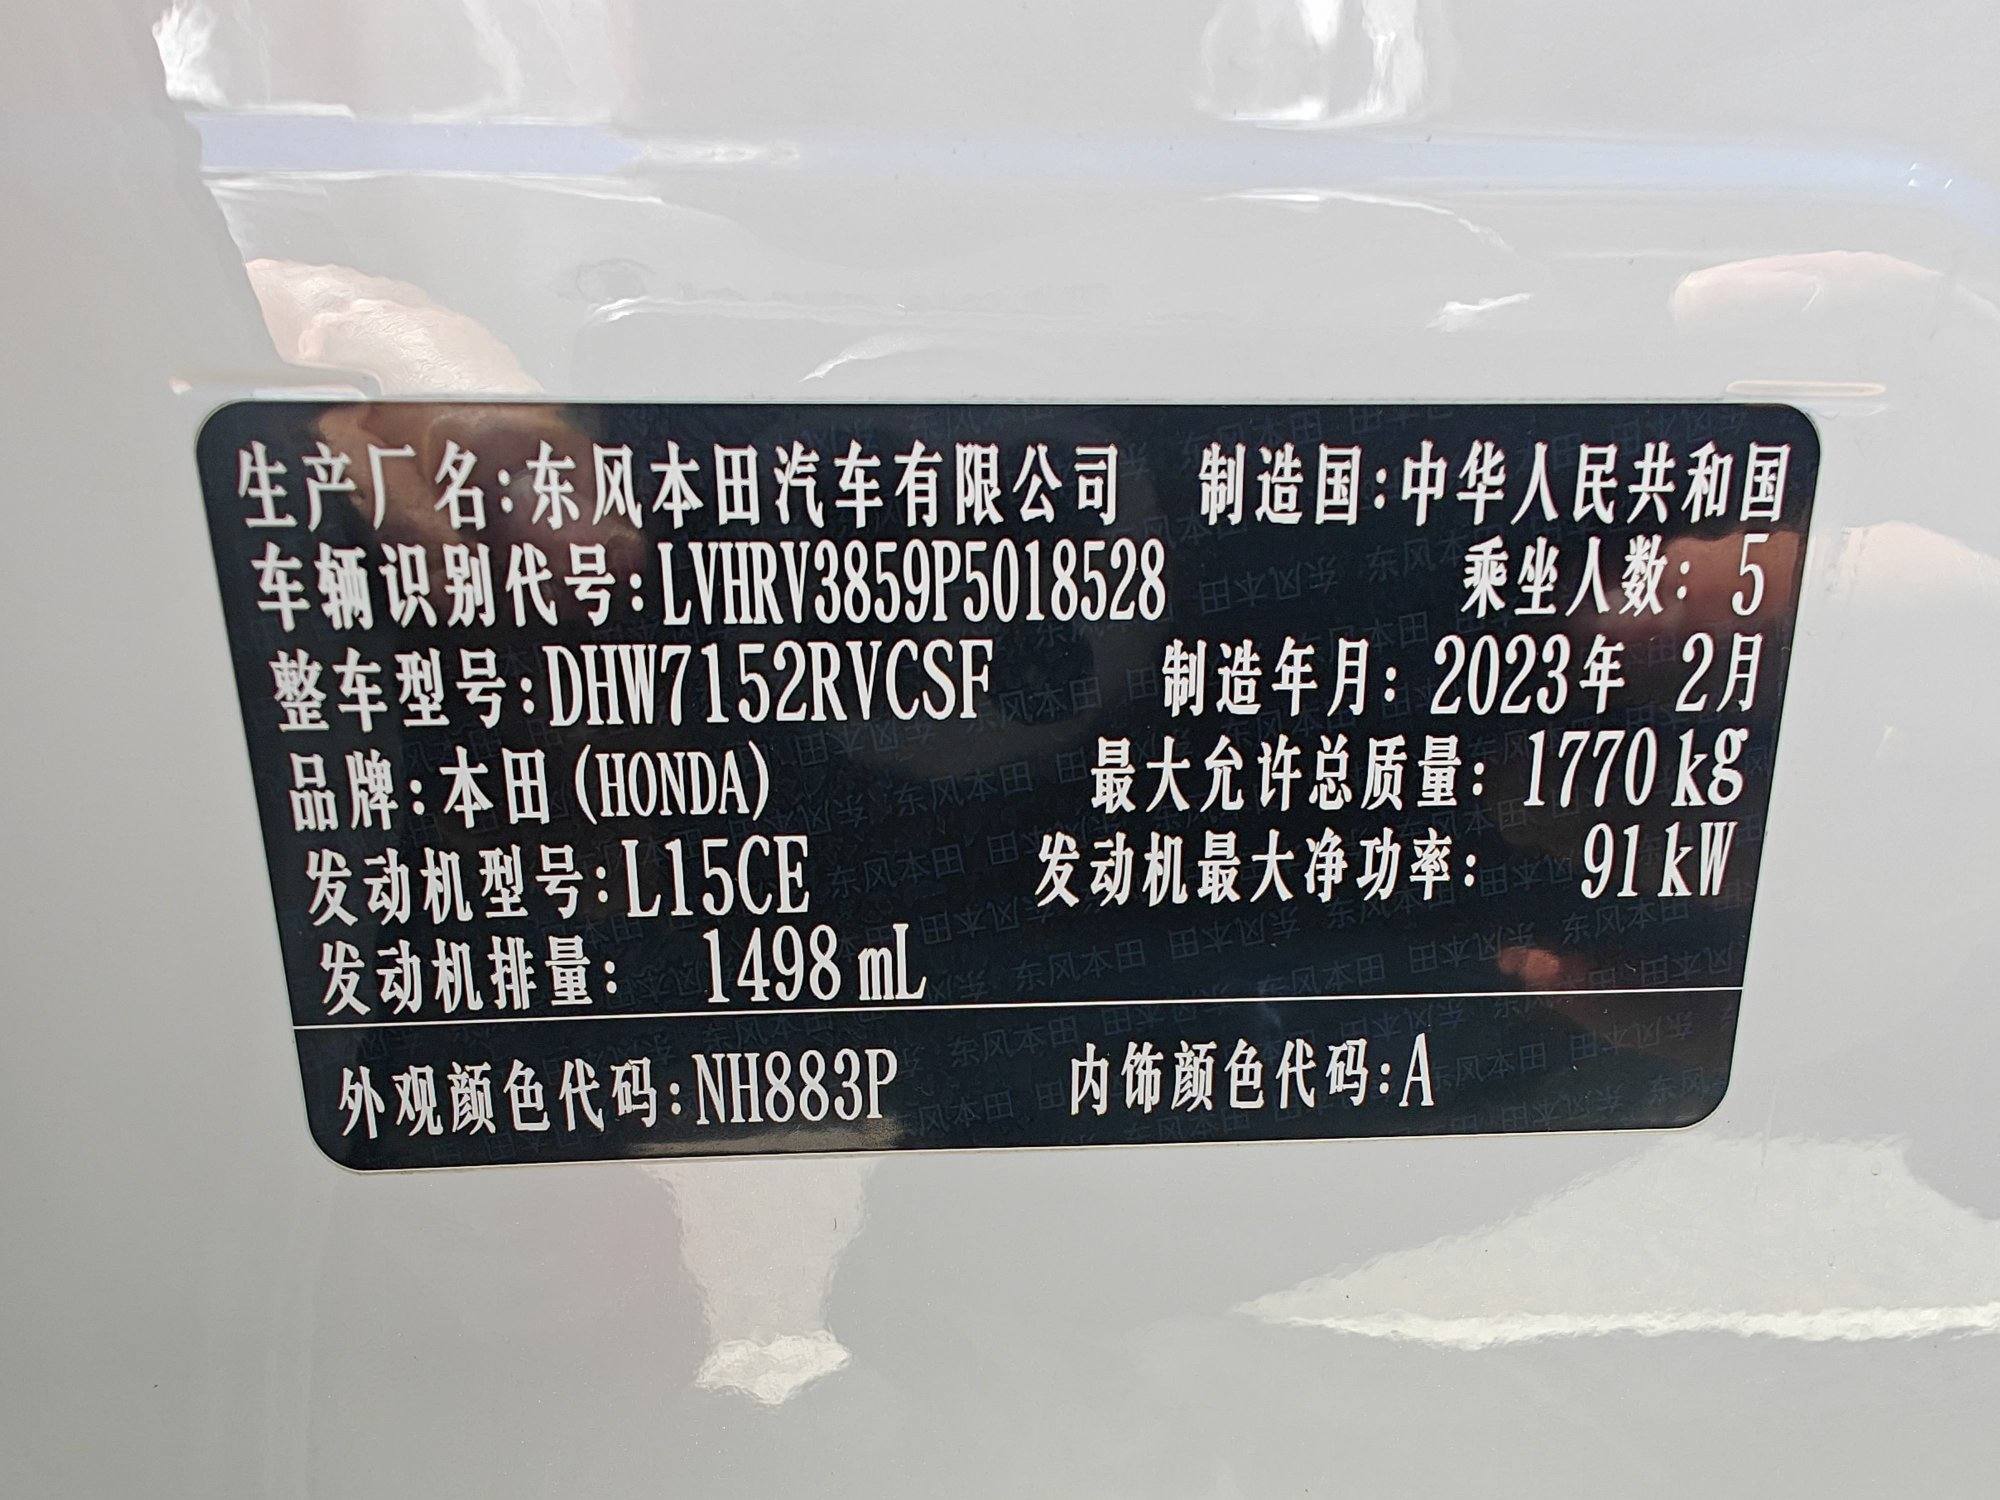 生产厂名:东风本田汽车有限公司 制造国:中华人民共和国
车辆识别代号:LVHRV3859P5018528 乘坐人数: 5
整车型号:DHW7152RVCSF 制造年月: 2023年 2月
品牌:本田(HONDA) 最大允许总质量: 1770 kg
发动机型号:L15CE 发动机最大净功率: 91 kW
发动机排量: 1498 mL
外观颜色代码:NH883P 内饰颜色代码:A